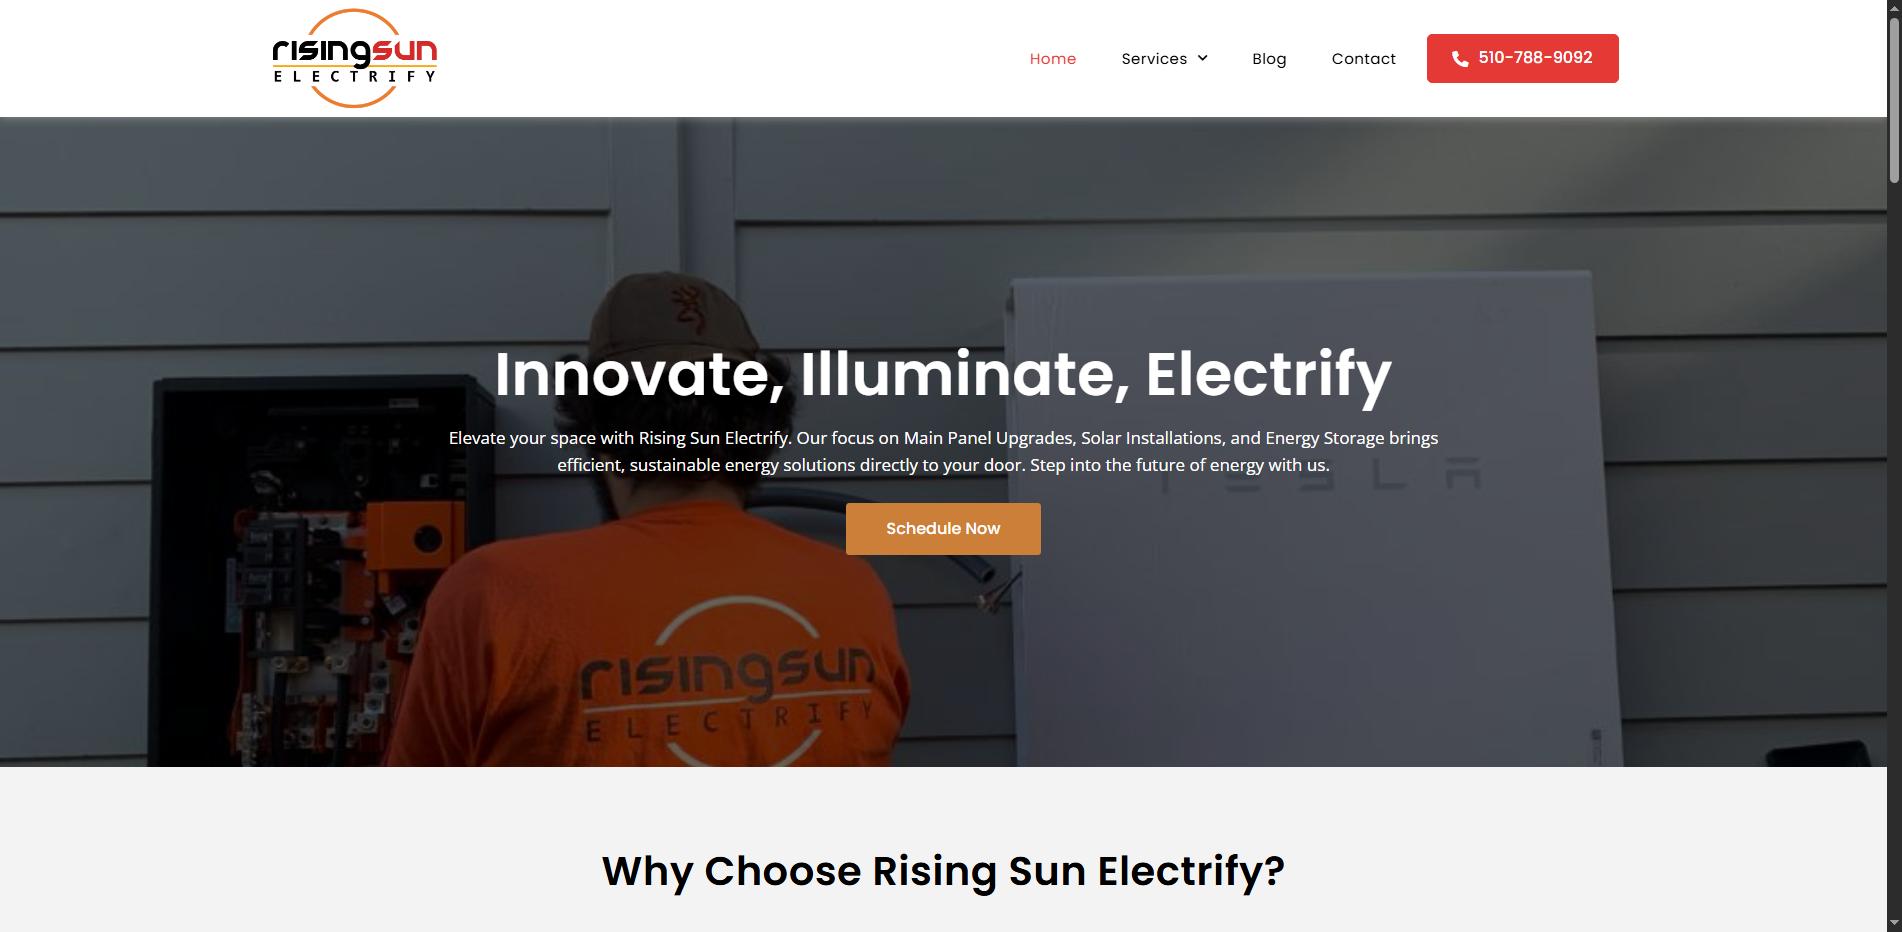 risingsun
ELECTRIFY
Home
Services
Blog
Contact
510-788-9092
Innovate, Illuminate, Electrify
Elevate your space with Rising Sun Electrify. Our focus on Main Panel Upgrades, Solar Installations, and Energy Storage brings
efficient, sustainable energy solutions directly to your door. Step into the future of energy with us.
TESLA
Schedule Now
risingsun
ELECTRIFY
Why Choose Rising Sun Electrify?